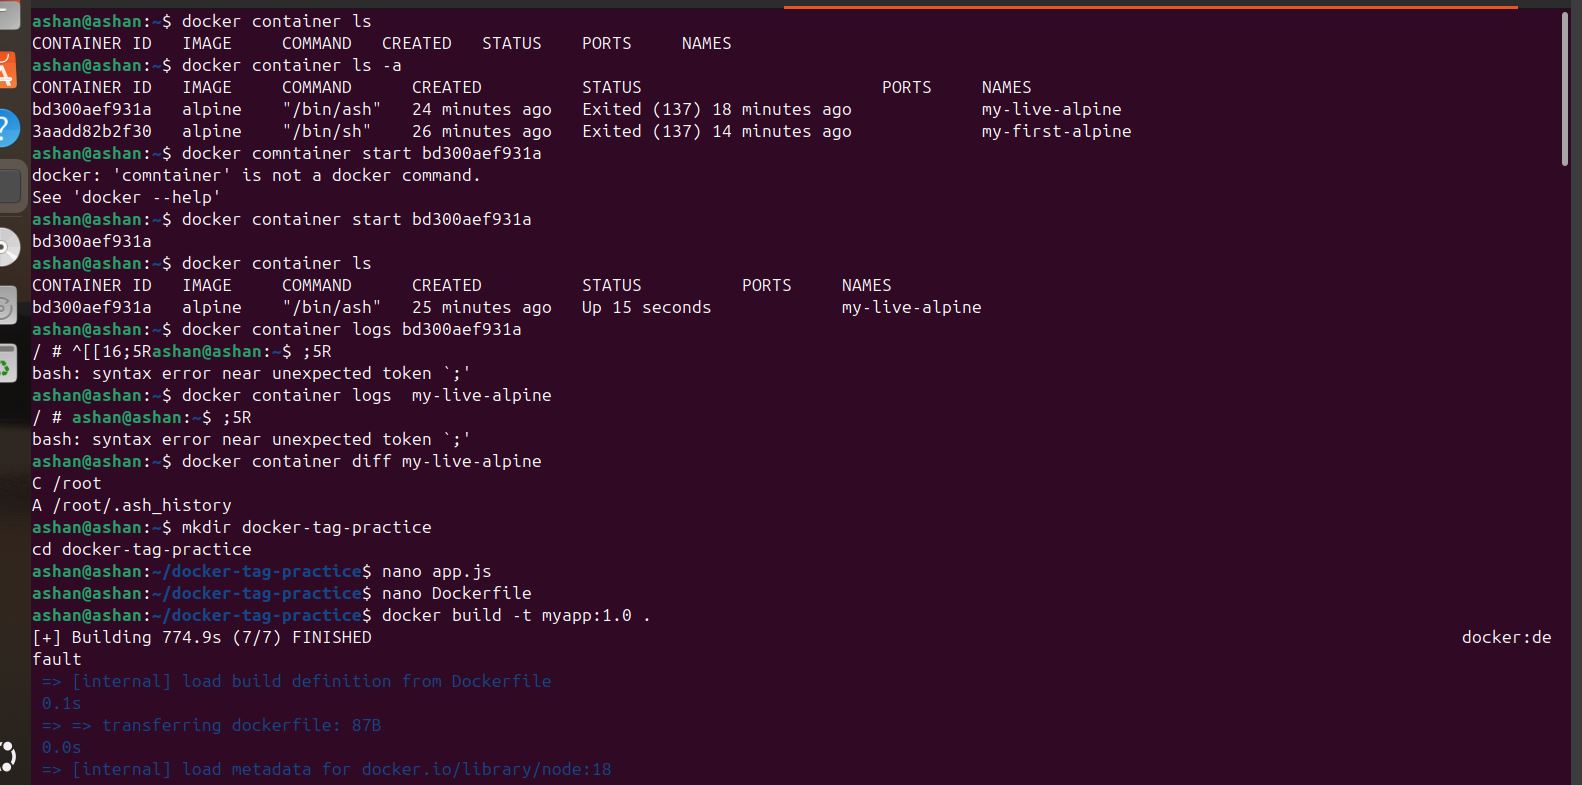 ashan@ashan:~$ docker container ls
CONTAINER ID   IMAGE     COMMAND   CREATED   STATUS    PORTS     NAMES
ashan@ashan:~$ docker container ls -a
CONTAINER ID   IMAGE     COMMAND      CREATED          STATUS                        PORTS     NAMES
bd300aef931a   alpine    "/bin/ash"   24 minutes ago   Exited (137) 18 minutes ago             my-live-alpine
3aadd82b2f30   alpine    "/bin/sh"    26 minutes ago   Exited (137) 14 minutes ago             my-first-alpine
ashan@ashan:~$ docker comntainer start bd300aef931a
docker: 'comntainer' is not a docker command.
See 'docker --help'
ashan@ashan:~$ docker container start bd300aef931a
bd300aef931a
ashan@ashan:~$ docker container ls
CONTAINER ID   IMAGE     COMMAND      CREATED          STATUS          PORTS     NAMES
bd300aef931a   alpine    "/bin/ash"   25 minutes ago   Up 15 seconds             my-live-alpine
ashan@ashan:~$ docker container logs bd300aef931a
/ # ^[[16;5Rashan@ashan:~$ ;5R
bash: syntax error near unexpected token `;'
ashan@ashan:~$ docker container logs  my-live-alpine
/ # ashan@ashan:~$ ;5R
bash: syntax error near unexpected token `;'
ashan@ashan:~$ docker container diff my-live-alpine
C /root
A /root/.ash_history
ashan@ashan:~$ mkdir docker-tag-practice
cd docker-tag-practice
ashan@ashan:~/docker-tag-practice$ nano app.js
ashan@ashan:~/docker-tag-practice$ nano Dockerfile
ashan@ashan:~/docker-tag-practice$ docker build -t myapp:1.0 .
[+] Building 774.9s (7/7) FINISHED                                                                                                             docker:de
fault
 => [internal] load build definition from Dockerfile
 0.1s
 => => transferring dockerfile: 87B
 0.0s
 => [internal] load metadata for docker.io/library/node:18